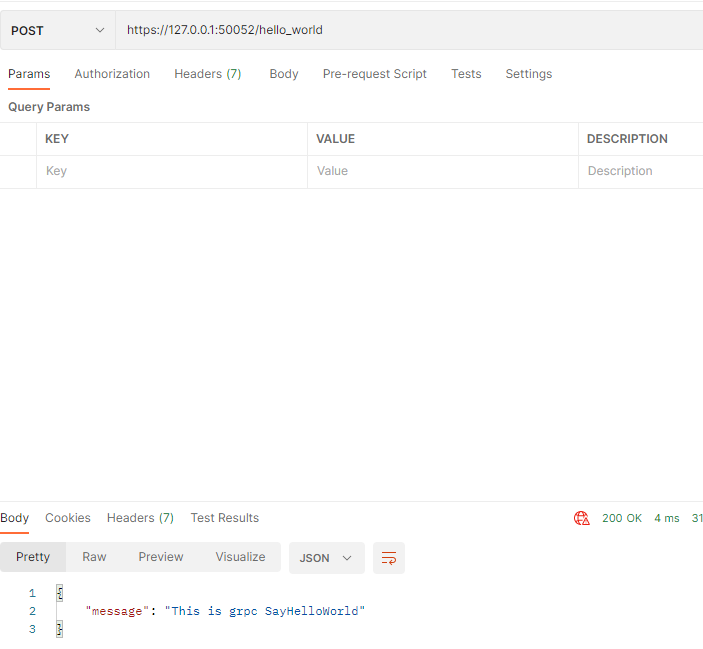 POST https://127.0.0.1:50052/hello_world
Params Authorization Headers (7) Body Pre-request Script Tests Settings
Query Params
KEY VALUE DESCRIPTION
Key Value Description
Body Cookies Headers (7) Test Results 200 OK 4 ms 31
Pretty Raw Preview Visualize JSON
1 {
2 "message": "This is grpc SayHelloWorld"
3 }